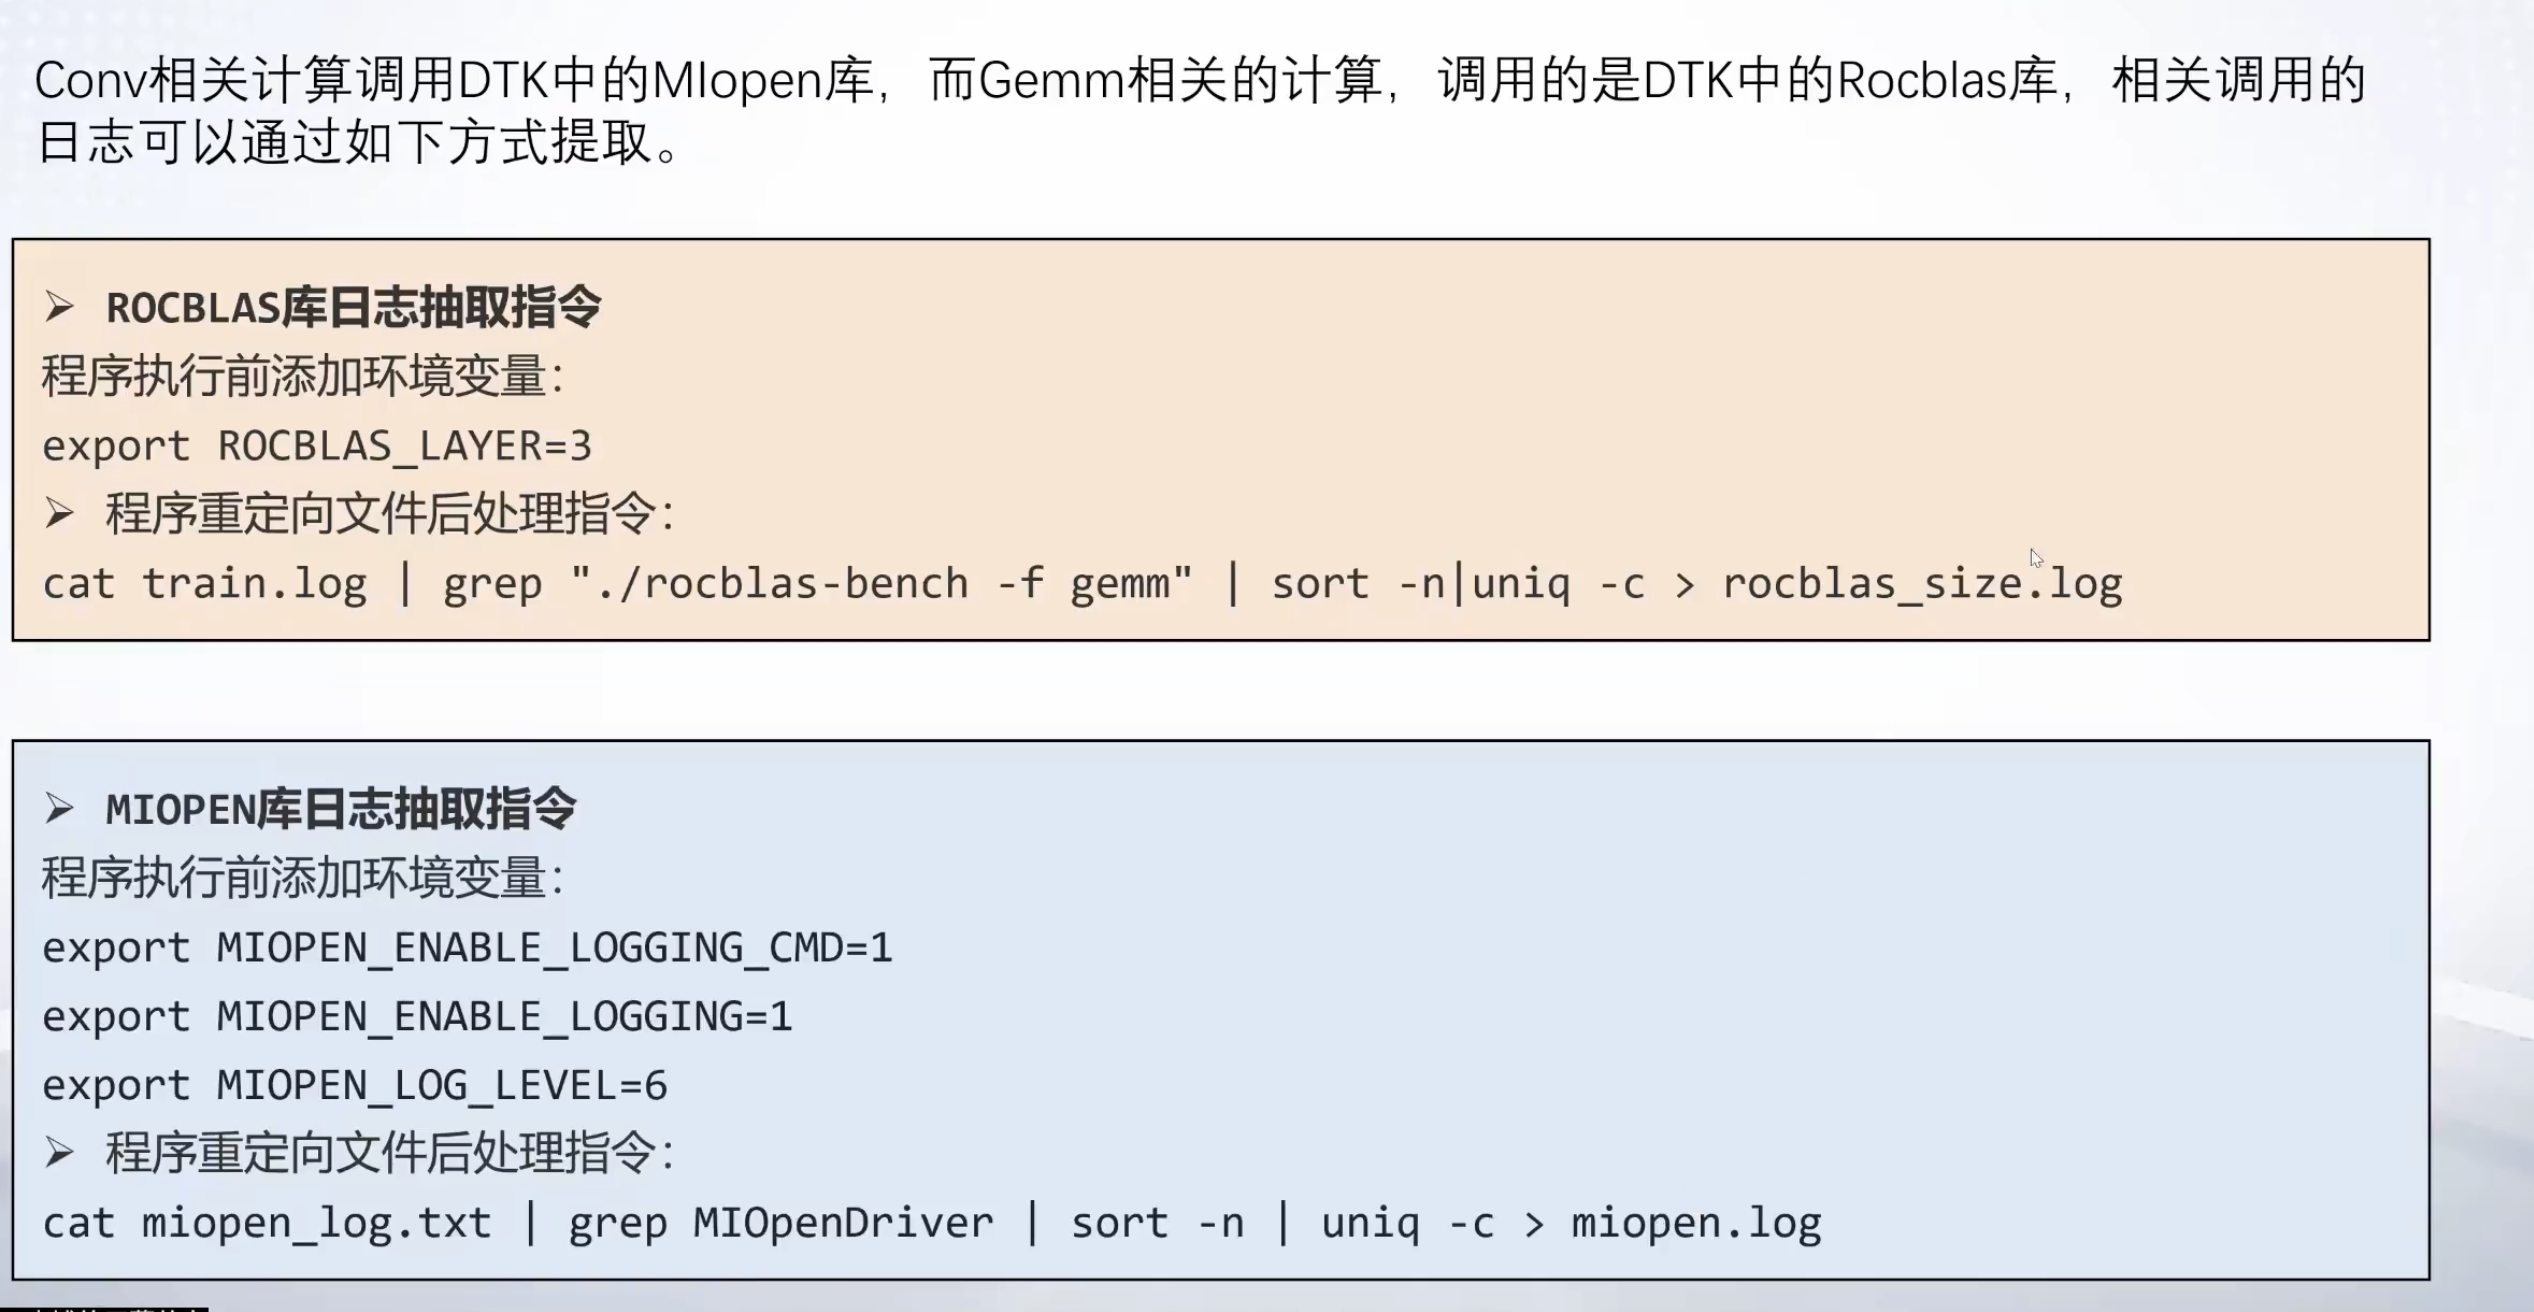 Conv相关计算调用DTK中的MIopen库，而Gemm相关的计算，调用的是DTK中的Rocblas库，相关调用的
日志可以通过如下方式提取。
➢ ROCBLAS库日志抽取指令
程序执行前添加环境变量：
export ROCBLAS_LAYER=3
➢ 程序重定向文件后处理指令：
cat train.log | grep "./rocblas-bench -f gemm" | sort -n|uniq -c > rocblas_size.log
➢ MIOPEN库日志抽取指令
程序执行前添加环境变量：
export MIOPEN_ENABLE_LOGGING_CMD=1
export MIOPEN_ENABLE_LOGGING=1
export MIOPEN_LOG_LEVEL=6
➢ 程序重定向文件后处理指令：
cat miopen_log.txt | grep MIOpenDriver | sort -n | uniq -c > miopen.log